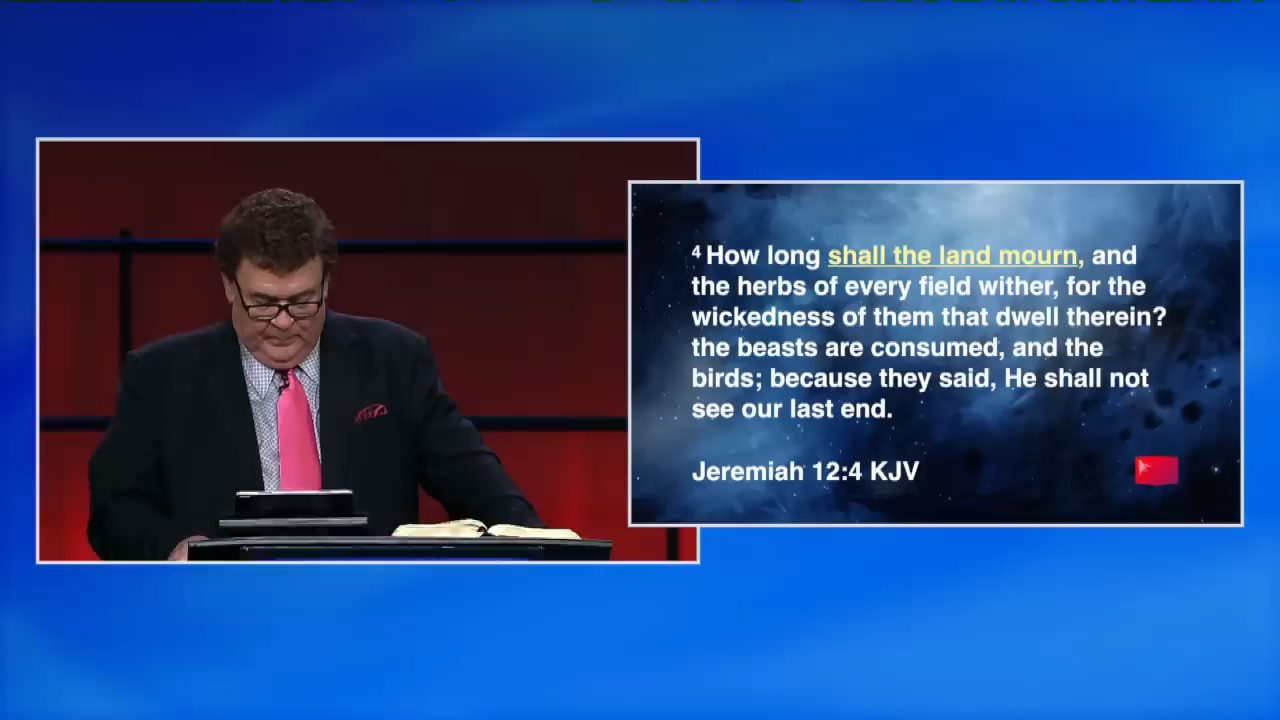 4 How long shall the land mourn, and
the herbs of every field wither, for the
wickedness of them that dwell therein?
the beasts are consumed, and the
birds; because they said, He shall not
see our last end.
Jeremiah 12:4 KJV